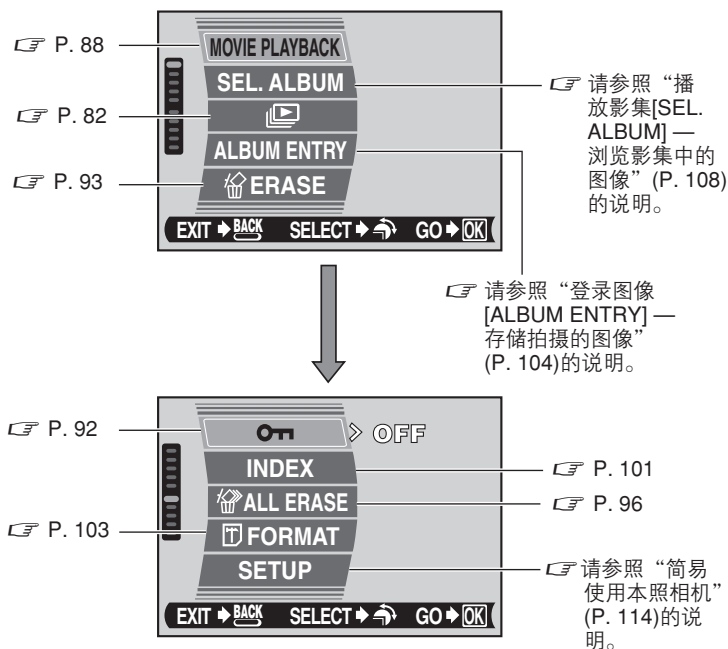 ☞ P. 88
MOVIE PLAYBACK
SEL. ALBUM
☞ P. 82
ALBUM ENTRY
☞ P. 93
ERASE
EXIT BACK SELECT GO OK
☞ 请参照“播
放影集[SEL.
ALBUM] —
浏览影集中的
图像”(P. 108)
的说明。
☞ 请参照“登录图像
[ALBUM ENTRY] —
存储拍摄的图像”
(P. 104)的说明。
☞ P. 92
OFF
INDEX
☞ P. 101
ALL ERASE
☞ P. 96
☞ P. 103
FORMAT
SETUP
☞ 请参照“简易
使用本照相机”
(P. 114)的说
明。
EXIT BACK SELECT GO OK